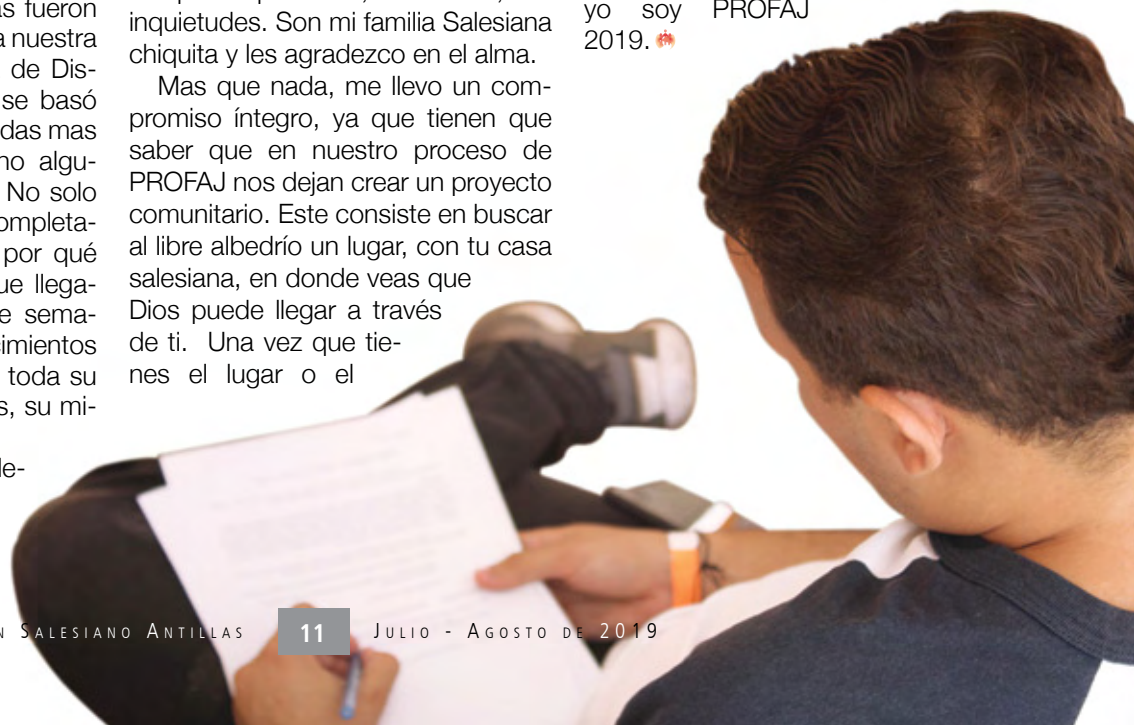 as fueron
a nuestra
de Dis-
se basó
das mas
no algu-
No solo
ompleta-
por qué
ue llega-
e sema-
cimientos
toda su
s, su mi-
le-
inquietudes. Son mi familia Salesiana
chiquita y les agradezco en el alma.
Mas que nada, me llevo un com-
promiso íntegro, ya que tienen que
saber que en nuestro proceso de
PROFAJ nos dejan crear un proyecto
comunitario. Este consiste en buscar
al libre albedrío un lugar, con tu casa
salesiana, en donde veas que
Dios puede llegar a través
de ti. Una vez que tie-
nes el lugar o el
yo soy PROFAJ
2019.
N SALESIANO ANTILLAS 11 JULIO - AGOSTO DE 2019